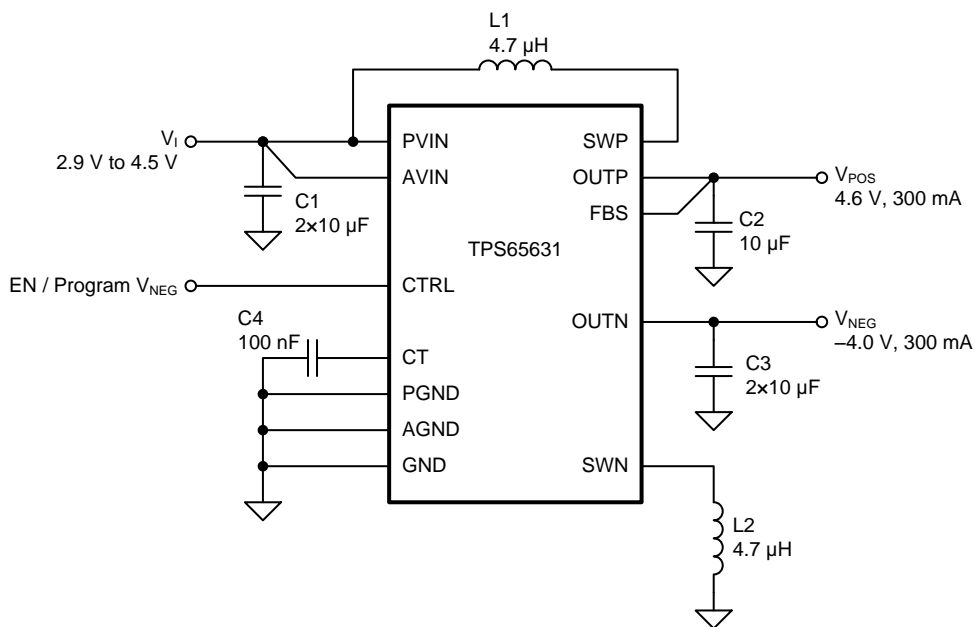 L1
4.7 µH
V_I
2.9 V to 4.5 V
PVIN
SWP
AVIN
OUTP
V_POS
4.6 V, 300 mA
C1
2×10 µF
FBS
C2
10 µF
TPS65631
EN / Program V_NEG
CTRL
C4
100 nF
OUTN
V_NEG
–4.0 V, 300 mA
CT
C3
2×10 µF
PGND
AGND
GND
SWN
L2
4.7 µH